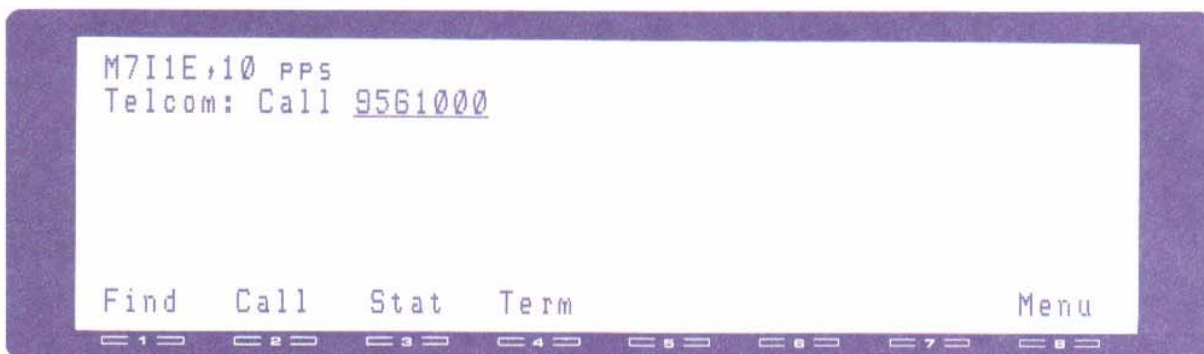 M7I1E,10 pps
Telcom: Call 9561000
Find Call Stat Term Menu
1 2 3 4 5 6 7 8